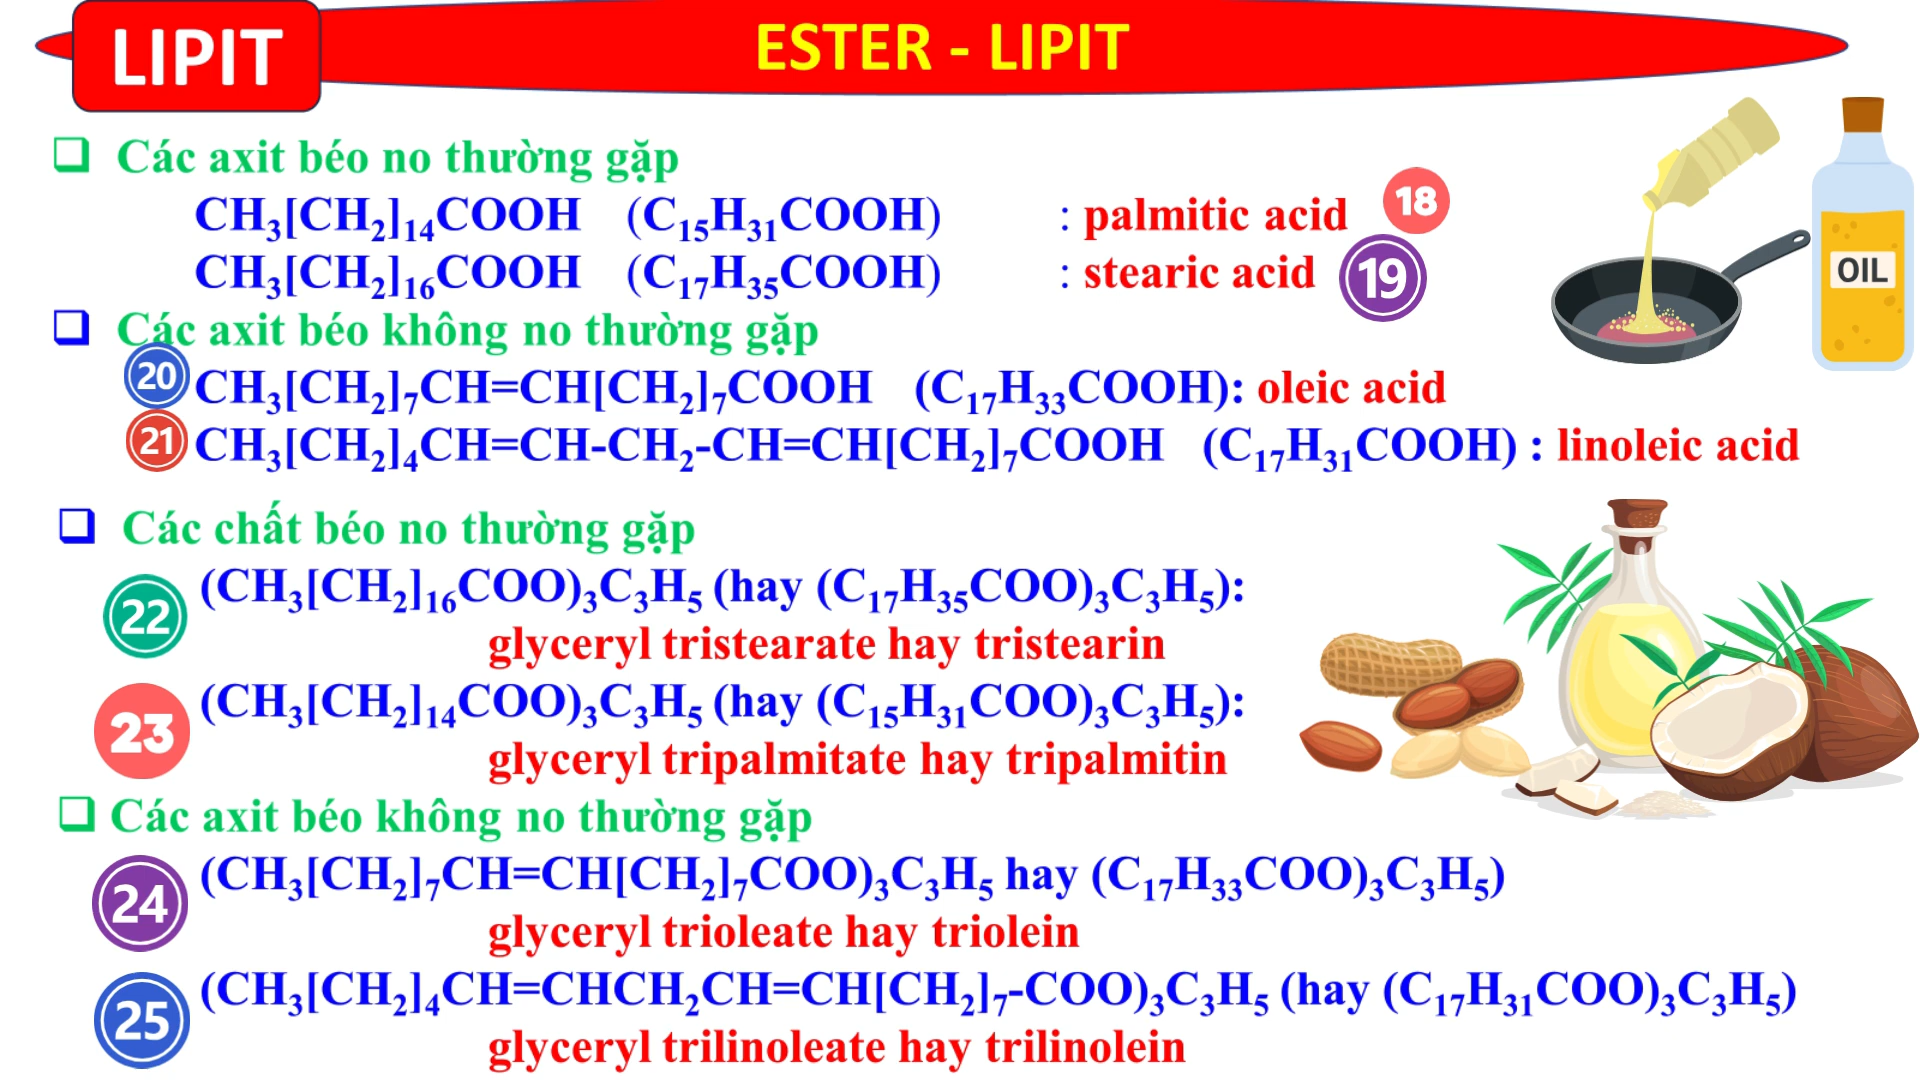 LIPIT
ESTER - LIPIT
❑ Các axit béo no thường gặp
CH₃[CH₂]₁₄COOH (C₁₅H₃₁COOH) : palmitic acid 18
CH₃[CH₂]₁₆COOH (C₁₇H₃₅COOH) : stearic acid 19
OIL
❑ Các axit béo không no thường gặp
20 CH₃[CH₂]₇CH=CH[CH₂]₇COOH (C₁₇H₃₃COOH): oleic acid
21 CH₃[CH₂]₄CH=CH-CH₂-CH=CH[CH₂]₇COOH (C₁₇H₃₁COOH) : linoleic acid
❑ Các chất béo no thường gặp
22 (CH₃[CH₂]₁₆COO)₃C₃H₅ (hay (C₁₇H₃₅COO)₃C₃H₅):
glyceryl tristearate hay tristearin
23 (CH₃[CH₂]₁₄COO)₃C₃H₅ (hay (C₁₅H₃₁COO)₃C₃H₅):
glyceryl tripalmitate hay tripalmitin
❑ Các axit béo không no thường gặp
24 (CH₃[CH₂]₇CH=CH[CH₂]₇COO)₃C₃H₅ hay (C₁₇H₃₃COO)₃C₃H₅)
glyceryl trioleate hay triolein
25 (CH₃[CH₂]₄CH=CHCH₂CH=CH[CH₂]₇-COO)₃C₃H₅ (hay (C₁₇H₃₁COO)₃C₃H₅)
glyceryl trilinoleate hay trilinolein